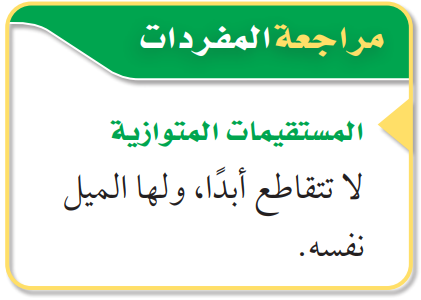 مراجعة المفردات
المستقيمات المتوازية
لا تتقاطع أبدًا، ولها الميل
نفسه.